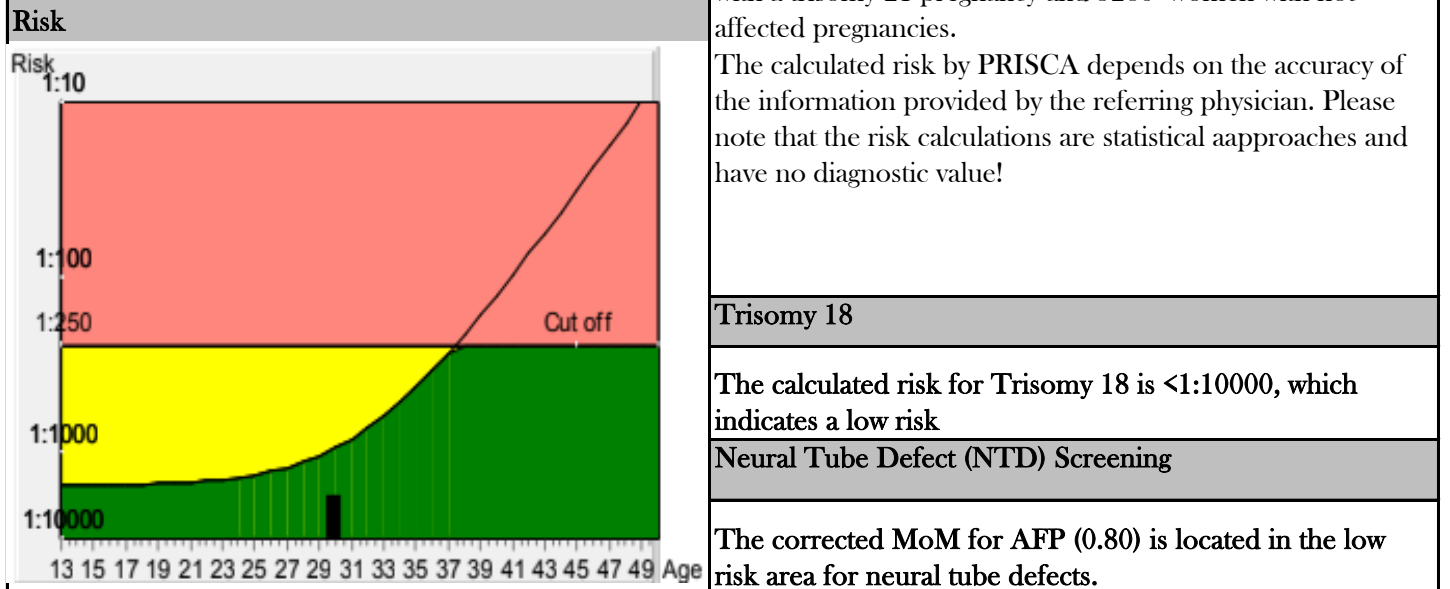 Risk
Risk
1:10
1:100
1:250
Cut off
1:1000
1:10000
13 15 17 19 21 23 25 27 29 31 33 35 37 39 41 43 45 47 49 Age
affected pregnancies.
The calculated risk by PRISCA depends on the accuracy of
the information provided by the referring physician. Please
note that the risk calculations are statistical aapproaches and
have no diagnostic value!
Trisomy 18
The calculated risk for Trisomy 18 is <1:10000, which
indicates a low risk
Neural Tube Defect (NTD) Screening
The corrected MoM for AFP (0.80) is located in the low
risk area for neural tube defects.